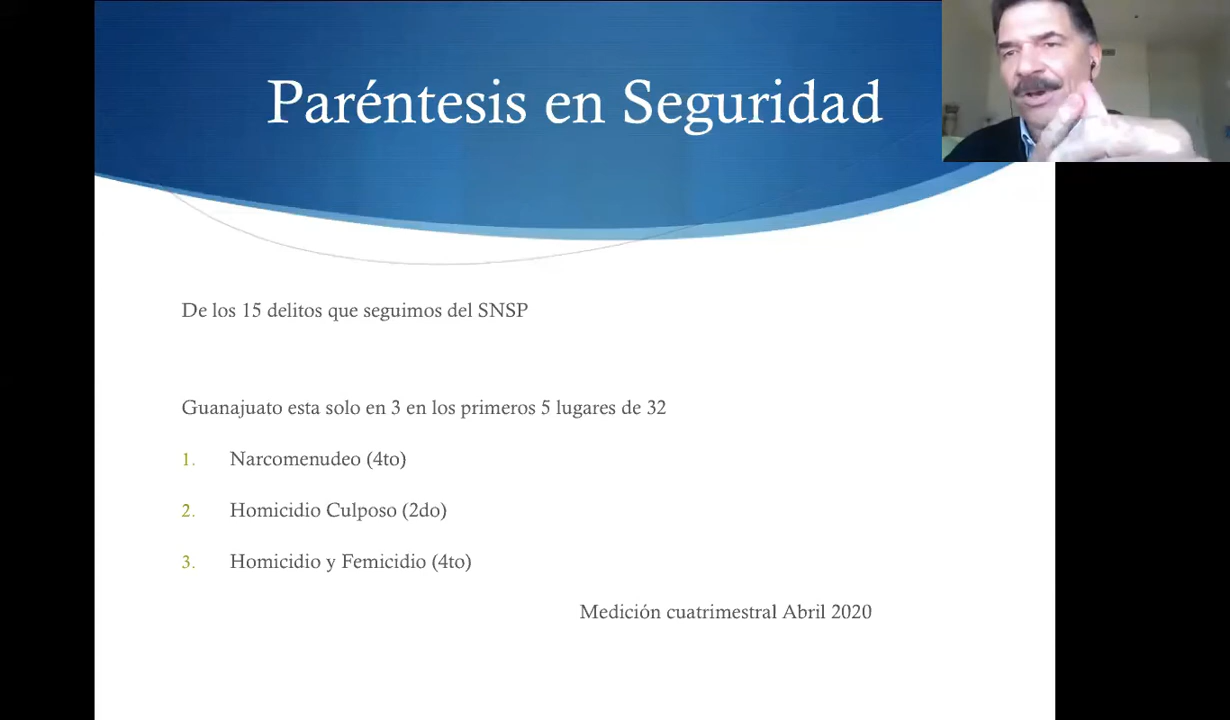 Paréntesis en Seguridad
De los 15 delitos que seguimos del SNSP
Guanajuato esta solo en 3 en los primeros 5 lugares de 32
1. Narcomenudeo (4to)
2. Homicidio Culposo (2do)
3. Homicidio y Femicidio (4to)
Medición cuatrimestral Abril 2020